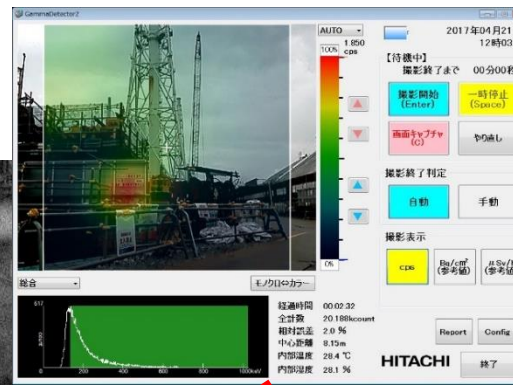 GammaDetector2
AUTO
1.850
cps
100%
0%
2017年04月21
12時03
【待機中】
撮影終了まで 00分00秒
撮影開始
(Enter)
一時停止
(Space)
画面キャプチャ
(C)
やり直し
撮影終了判定
自動
手動
撮影表示
cps
Bq/cm²
(参考値)
μSv/h
(参考値)
総合
モノクロ⇔カラー
617
0 200 400 600 800 1000keV
経過時間 00:02:32
全計数 20.188kcount
相対誤差 2.0 %
中心距離 8.15m
内部温度 28.4 ℃
内部湿度 28.1 %
Report
Config
HITACHI
終了